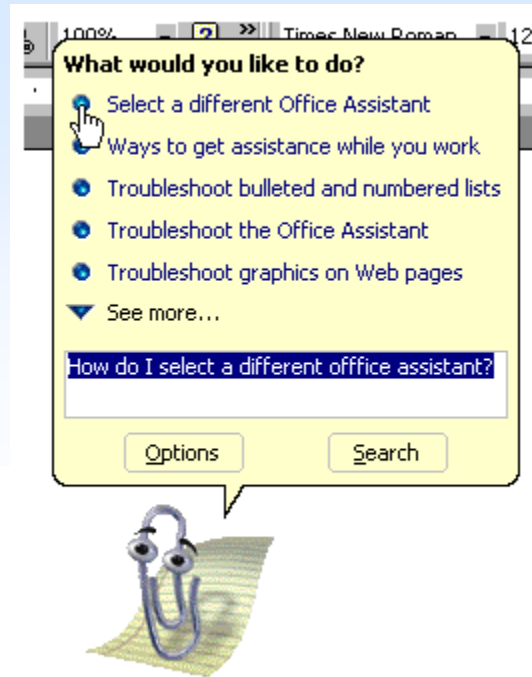 100% ? » Times New Roman 12
What would you like to do?
Select a different Office Assistant
Ways to get assistance while you work
Troubleshoot bulleted and numbered lists
Troubleshoot the Office Assistant
Troubleshoot graphics on Web pages
See more...
How do I select a different offfice assistant?
Options Search